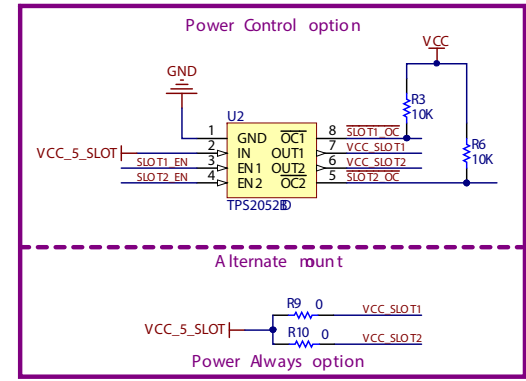 Power Control option
VCC
GND
R3
10K
U2
1 GND OC1 8 SLOT1_OC
VCC_5_SLOT 2 IN OUT1 7 VCC_SLOT1
SLOT1_EN 3 EN1 OUT2 6 VCC_SLOT2
SLOT2_EN 4 EN2 OC2 5 SLOT2_OC
R6
10K
TPS2052BD
Alternate mount
R9 0 VCC_SLOT1
VCC_5_SLOT
R10 0 VCC_SLOT2
Power Always option